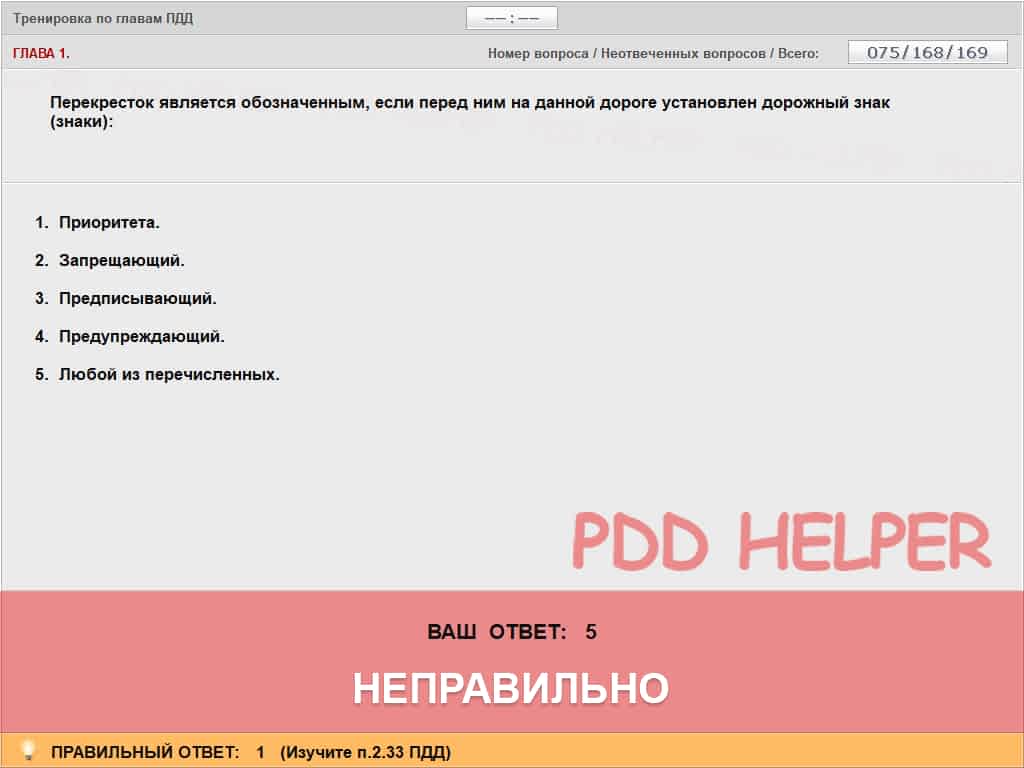 Тренировка по главам ПДД
—— : ——
ГЛАВА 1.
Номер вопроса / Неотвеченных вопросов / Всего:
075/168/169
Перекресток является обозначенным, если перед ним на данной дороге установлен дорожный знак
(знаки):
1. Приоритета.
2. Запрещающий.
3. Предписывающий.
4. Предупреждающий.
5. Любой из перечисленных.
PDD HELPER
ВАШ ОТВЕТ: 5
НЕПРАВИЛЬНО
ПРАВИЛЬНЫЙ ОТВЕТ: 1 (Изучите п.2.33 ПДД)